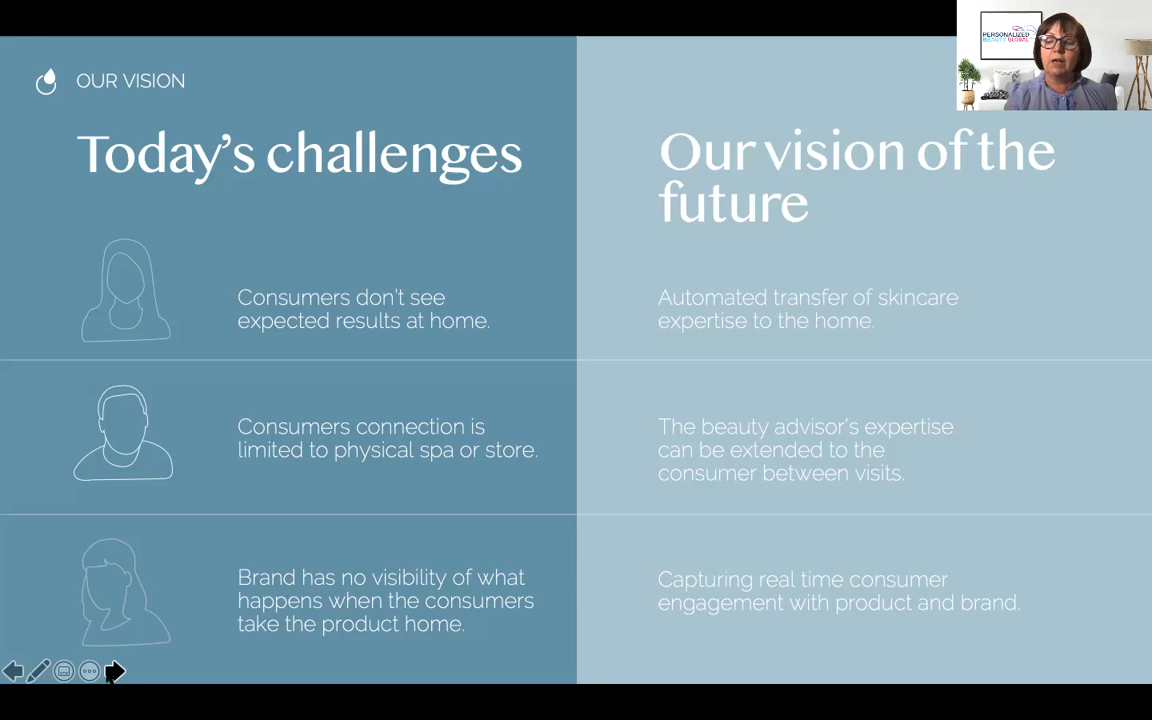 PERSONALIZED
BEAUTY GLOBAL
OUR VISION
Today's challenges
Our vision of the
future
Consumers don't see
expected results at home.
Automated transfer of skincare
expertise to the home.
Consumers connection is
limited to physical spa or store.
The beauty advisor's expertise
can be extended to the
consumer between visits.
Brand has no visibility of what
happens when the consumers
take the product home.
Capturing real time consumer
engagement with product and brand.